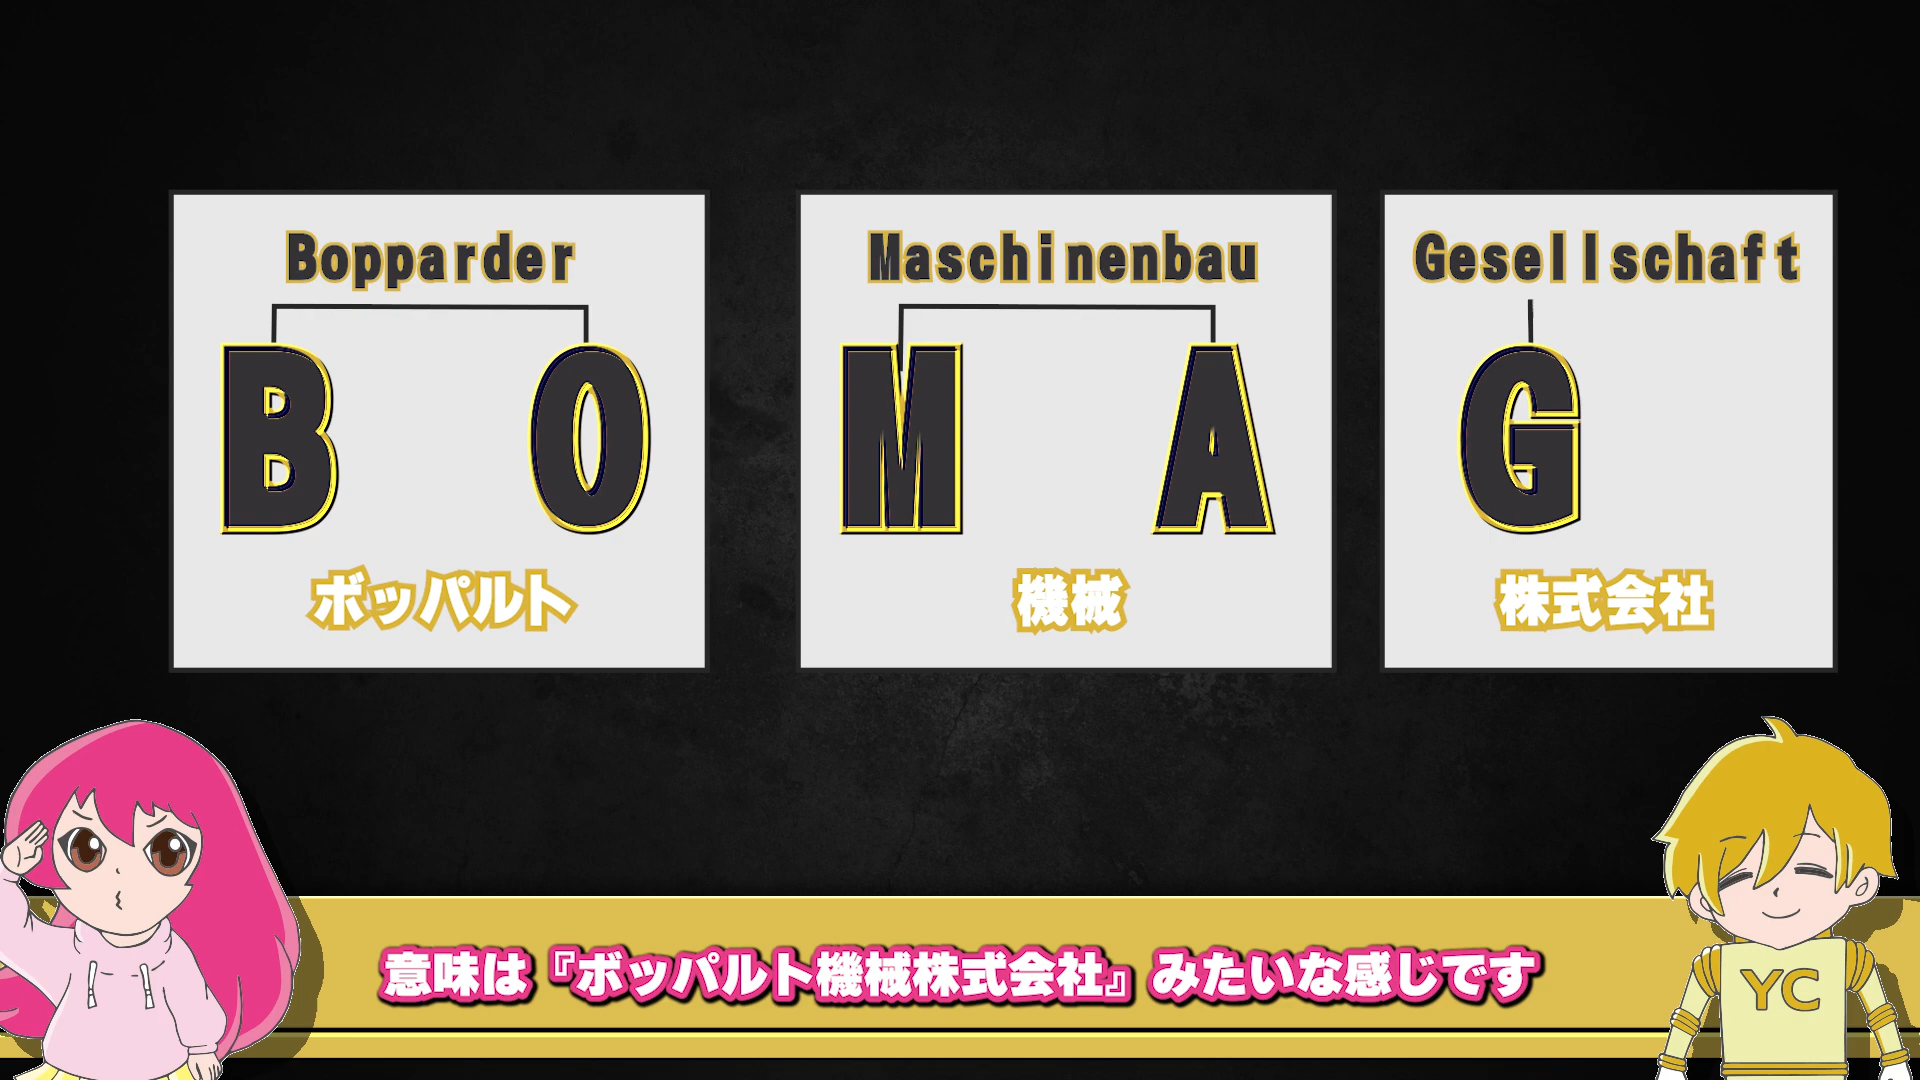 Bopparder
B O
ボッパルト
Maschinenbau
M A
機械
Gesellschaft
G
株式会社
意味は『ボッパルト機械株式会社』みたいな感じです
YC